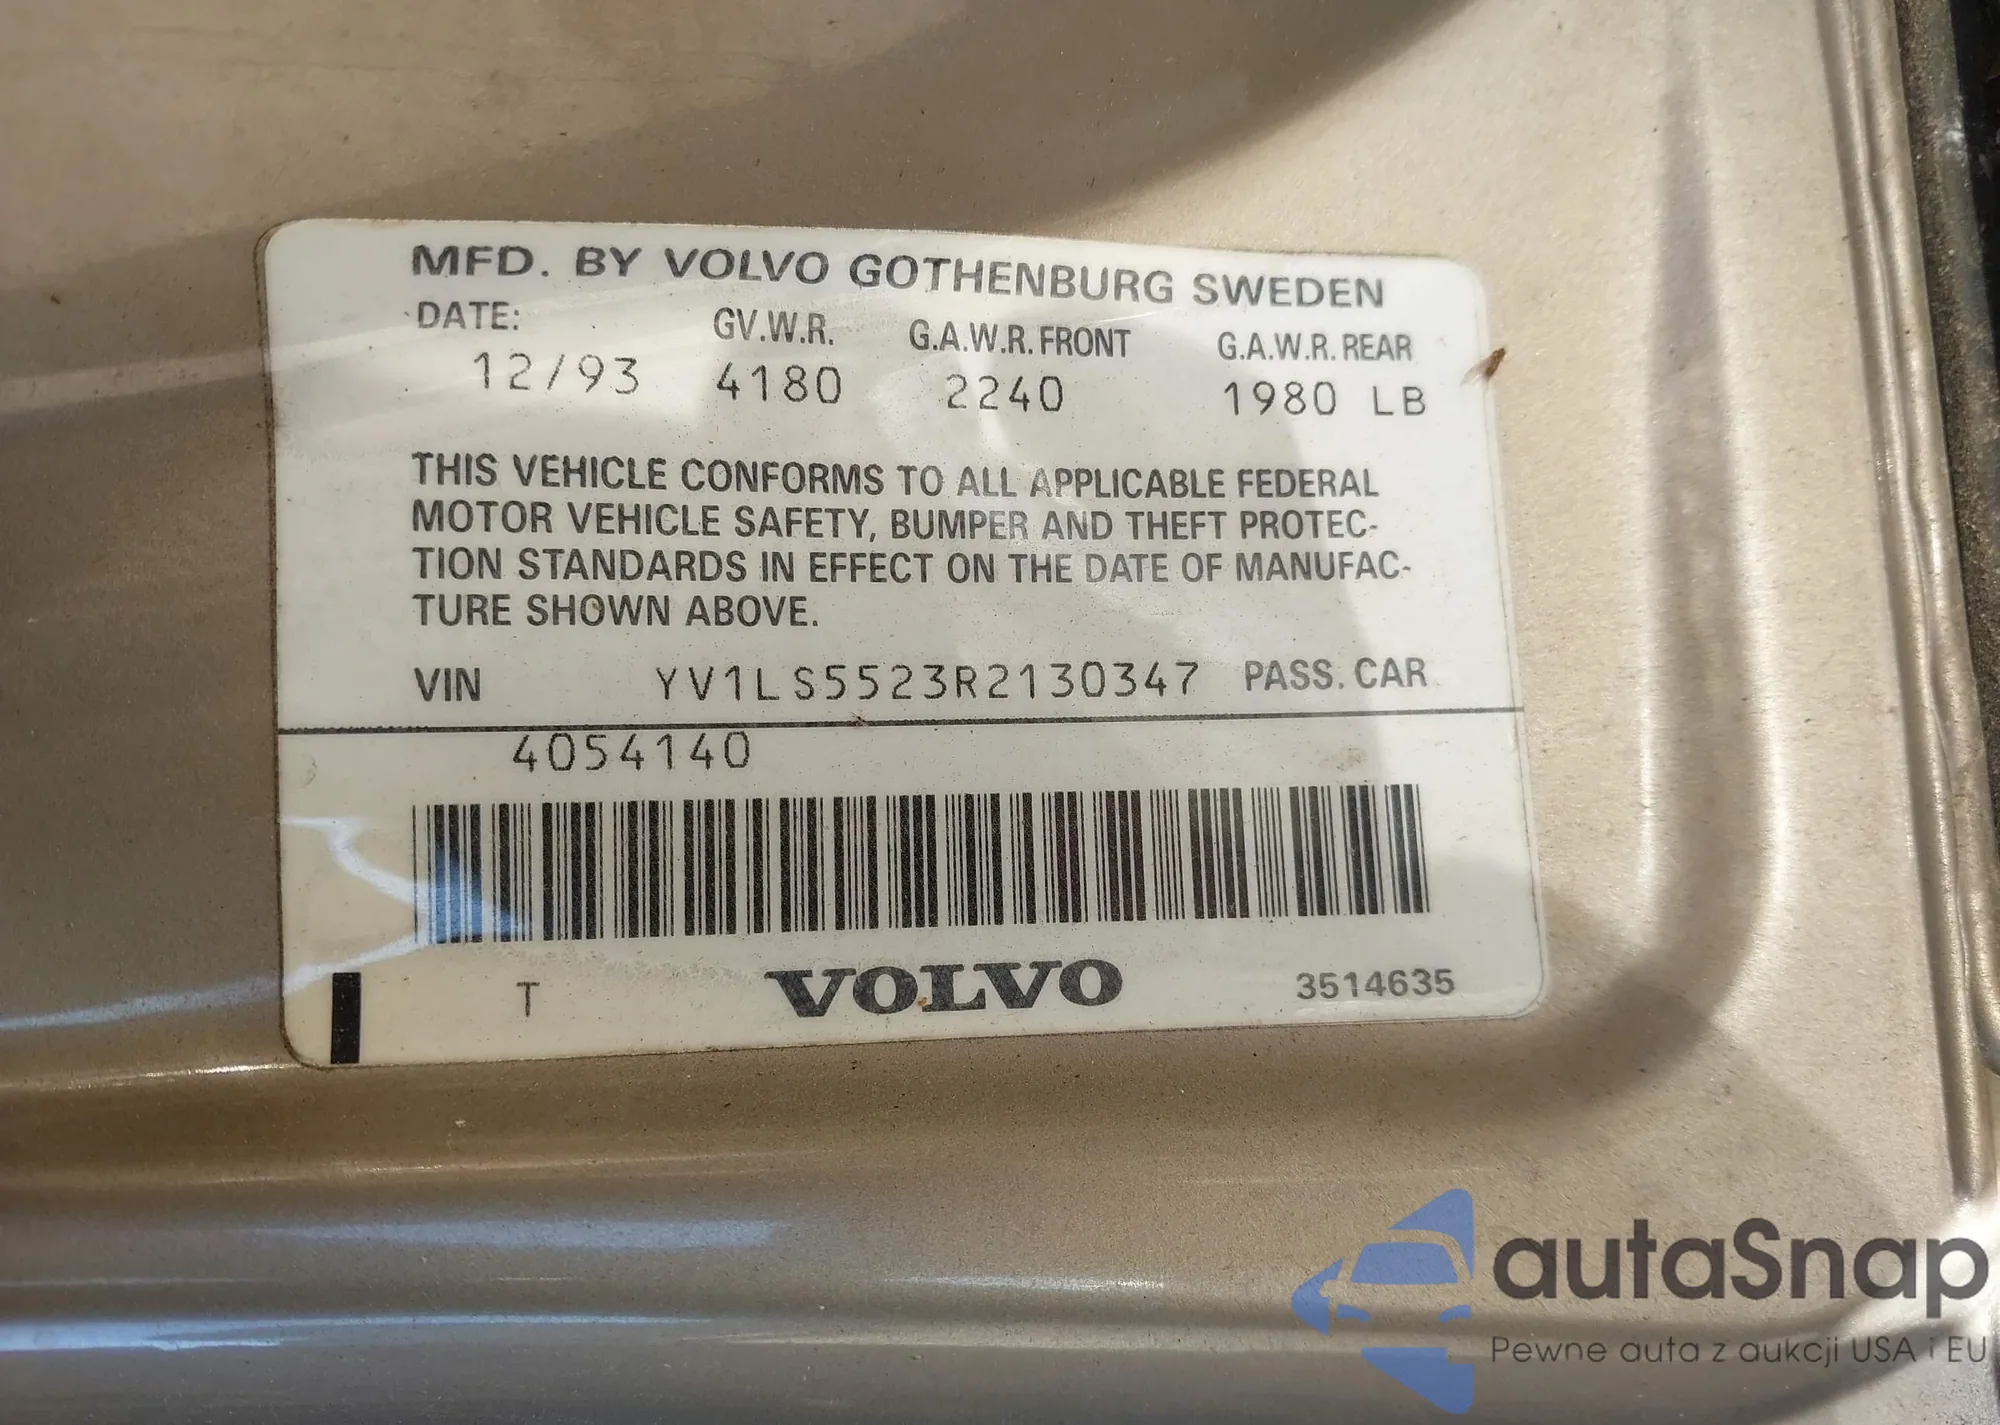 MFD. BY VOLVO GOTHENBURG SWEDEN
DATE: GV.W.R. G.A.W.R. FRONT G.A.W.R. REAR
12/93 4180 2240 1980 LB
THIS VEHICLE CONFORMS TO ALL APPLICABLE FEDERAL
MOTOR VEHICLE SAFETY, BUMPER AND THEFT PROTEC-
TION STANDARDS IN EFFECT ON THE DATE OF MANUFAC-
TURE SHOWN ABOVE.
VIN YV1LS5523R2130347 PASS. CAR
4054140
T VOLVO 3514635
autaSnap
Pewne auta z aukcji USA i EU